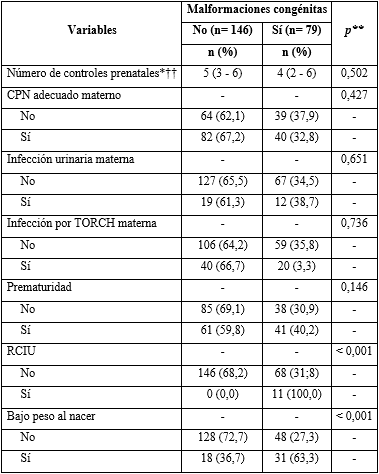 Variables Malformaciones congénitas p**
No (n= 146) Sí (n= 79)
n (%) n (%)
Número de controles prenatales*†† 5 (3 - 6) 4 (2 - 6) 0,502
CPN adecuado materno - - 0,427
No 64 (62,1) 39 (37,9) -
Sí 82 (67,2) 40 (32,8) -
Infección urinaria materna - - 0,651
No 127 (65,5) 67 (34,5) -
Sí 19 (61,3) 12 (38,7) -
Infección por TORCH materna - - 0,736
No 106 (64,2) 59 (35,8) -
Sí 40 (66,7) 20 (3,3) -
Prematuridad - - 0,146
No 85 (69,1) 38 (30,9) -
Sí 61 (59,8) 41 (40,2) -
RCIU - - < 0,001
No 146 (68,2) 68 (31,8) -
Sí 0 (0,0) 11 (100,0) -
Bajo peso al nacer - - < 0,001
No 128 (72,7) 48 (27,3) -
Sí 18 (36,7) 31 (63,3) -